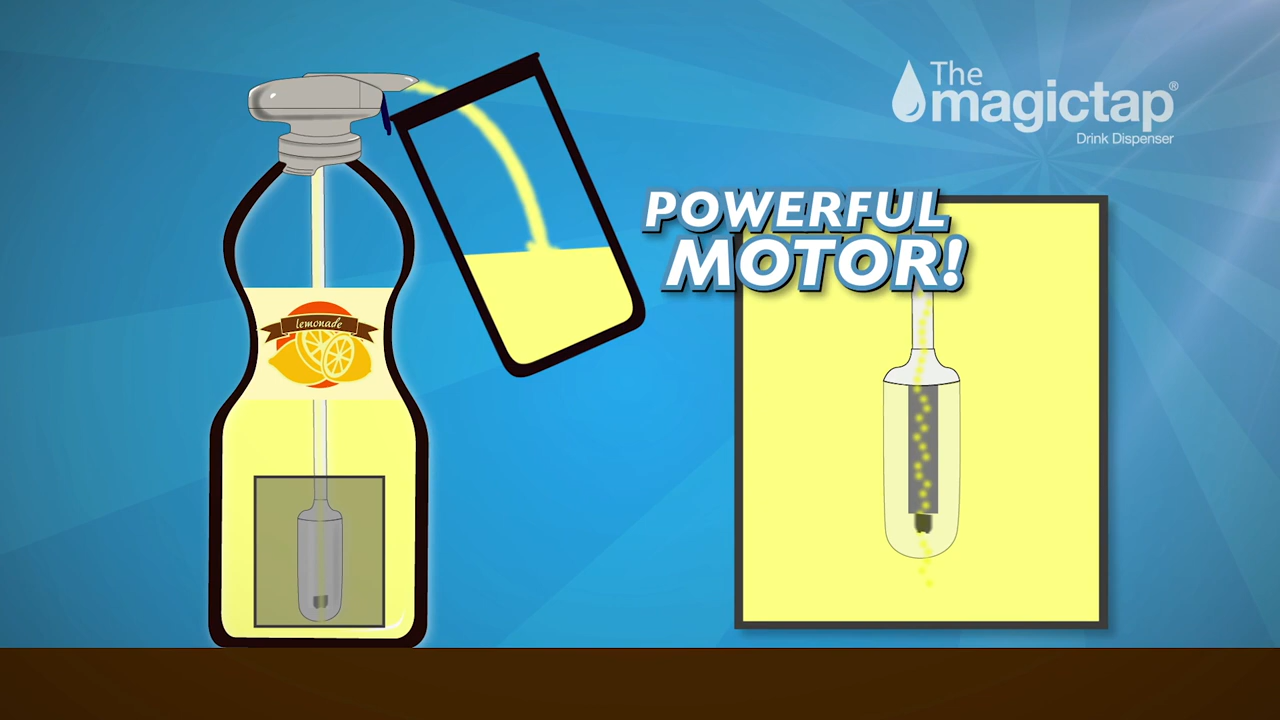 The
magictap®
Drink Dispenser
POWERFUL
MOTOR!
lemonade